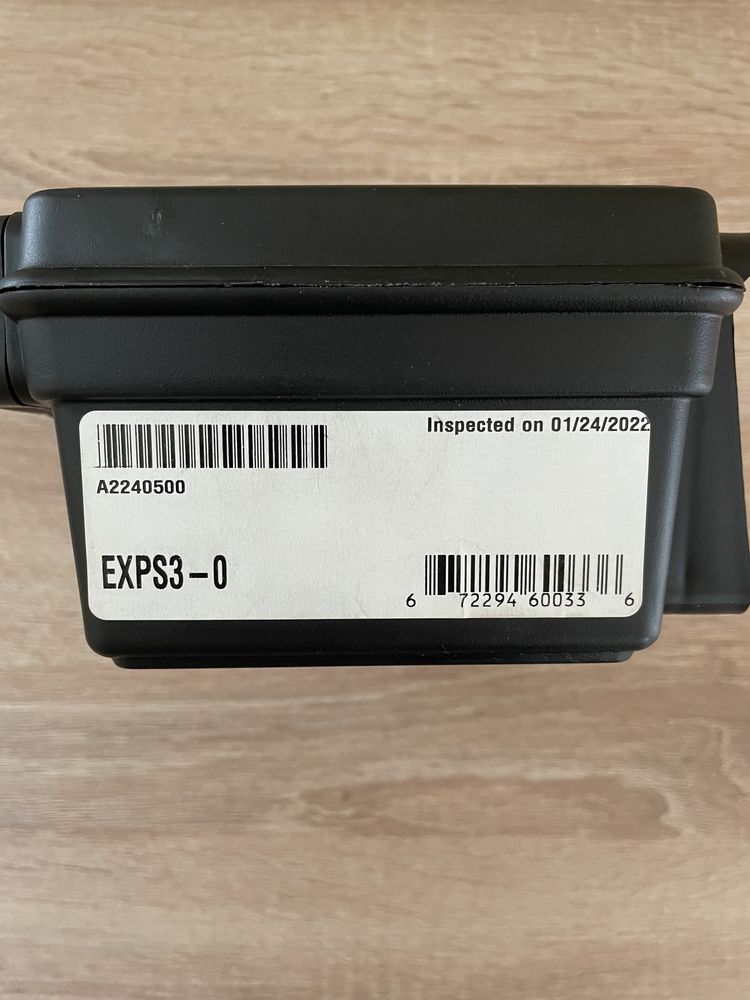 Inspected on 01/24/2022
A2240500
EXPS3-0
6 72294 60033 6